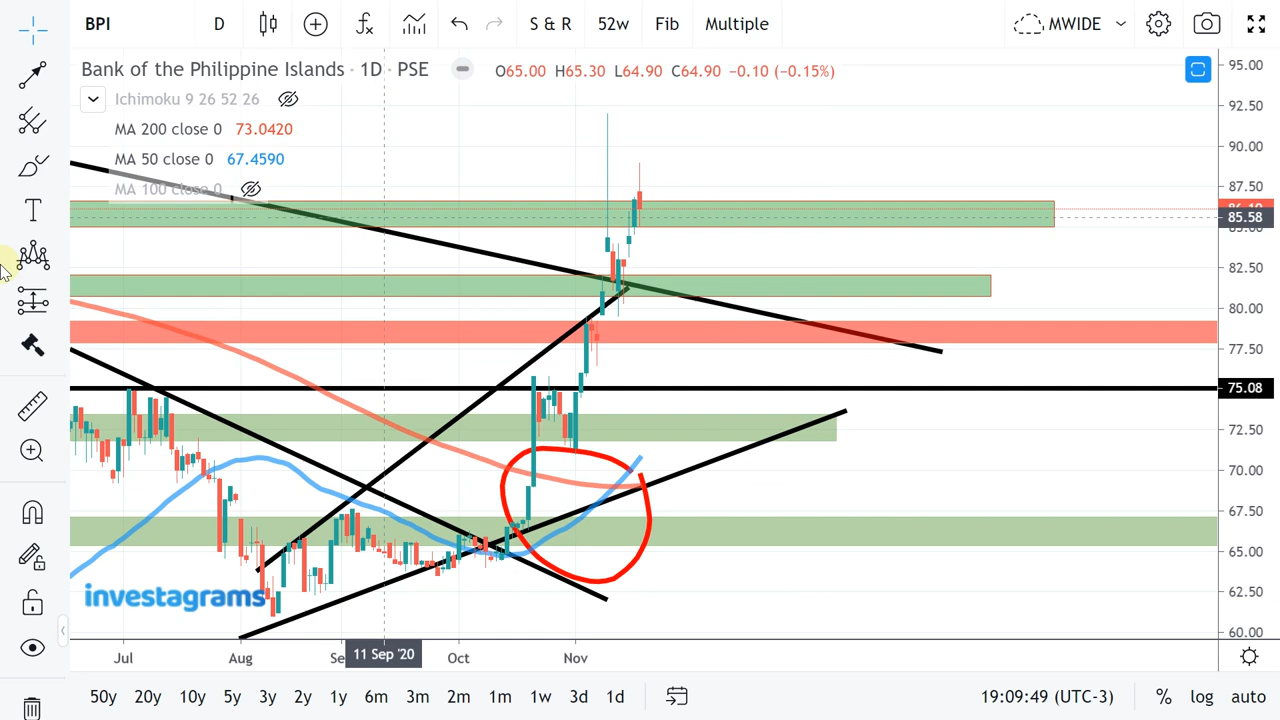 BPI D S & R 52w Fib Multiple MWIDE
Bank of the Philippine Islands · 1D · PSE O65.00 H65.30 L64.90 C64.90 −0.10 (−0.15%)
Ichimoku 9 26 52 26
MA 200 close 0 73.0420
MA 50 close 0 67.4590
MA 100 close 0
95.00
92.50
90.00
87.50
85.58
82.50
80.00
77.50
75.08
72.50
70.00
67.50
65.00
62.50
60.00
investagrams
Jul Aug Se 11 Sep '20 Oct Nov
50y 20y 10y 5y 3y 2y 1y 6m 3m 2m 1m 1w 3d 1d 19:09:49 (UTC-3) % log auto